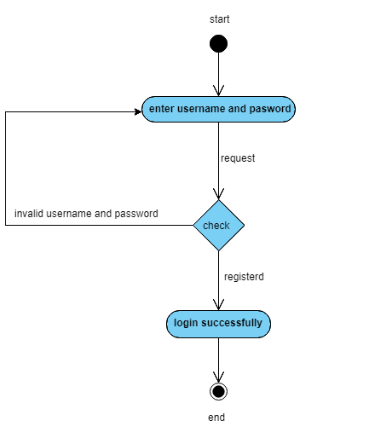 start
enter username and pasword
request
invalid username and password
check
registerd
login successfully
end